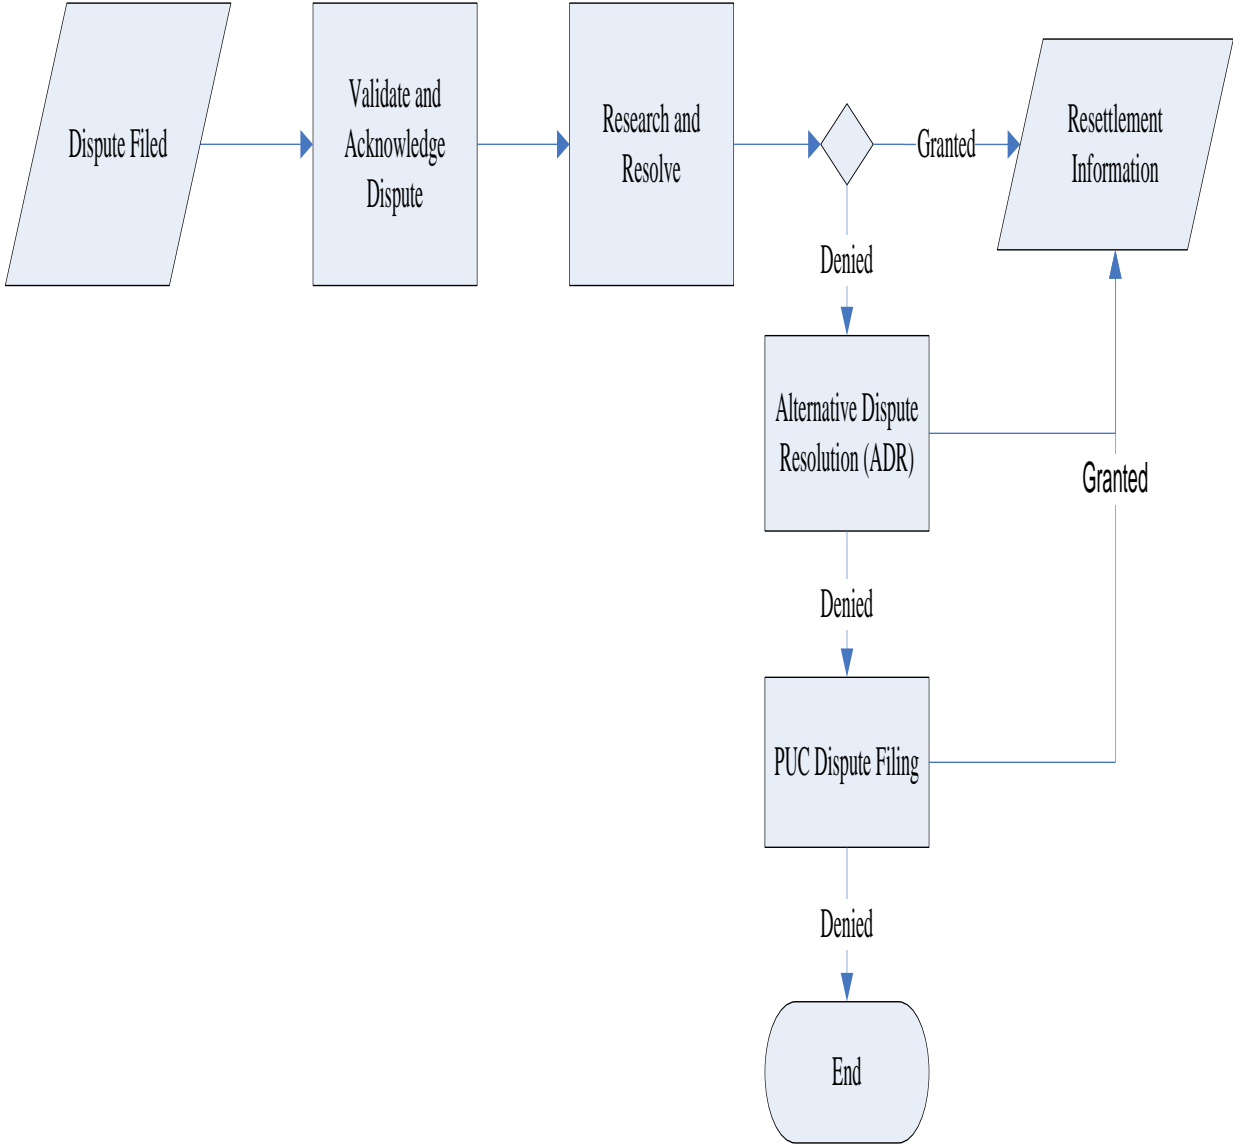 Dispute Filed
Validate and
Acknowledge
Dispute
Research and
Resolve
Granted
Resettlement
Information
Denied
Alternative Dispute
Resolution (ADR)
Granted
Denied
PUC Dispute Filing
Denied
End